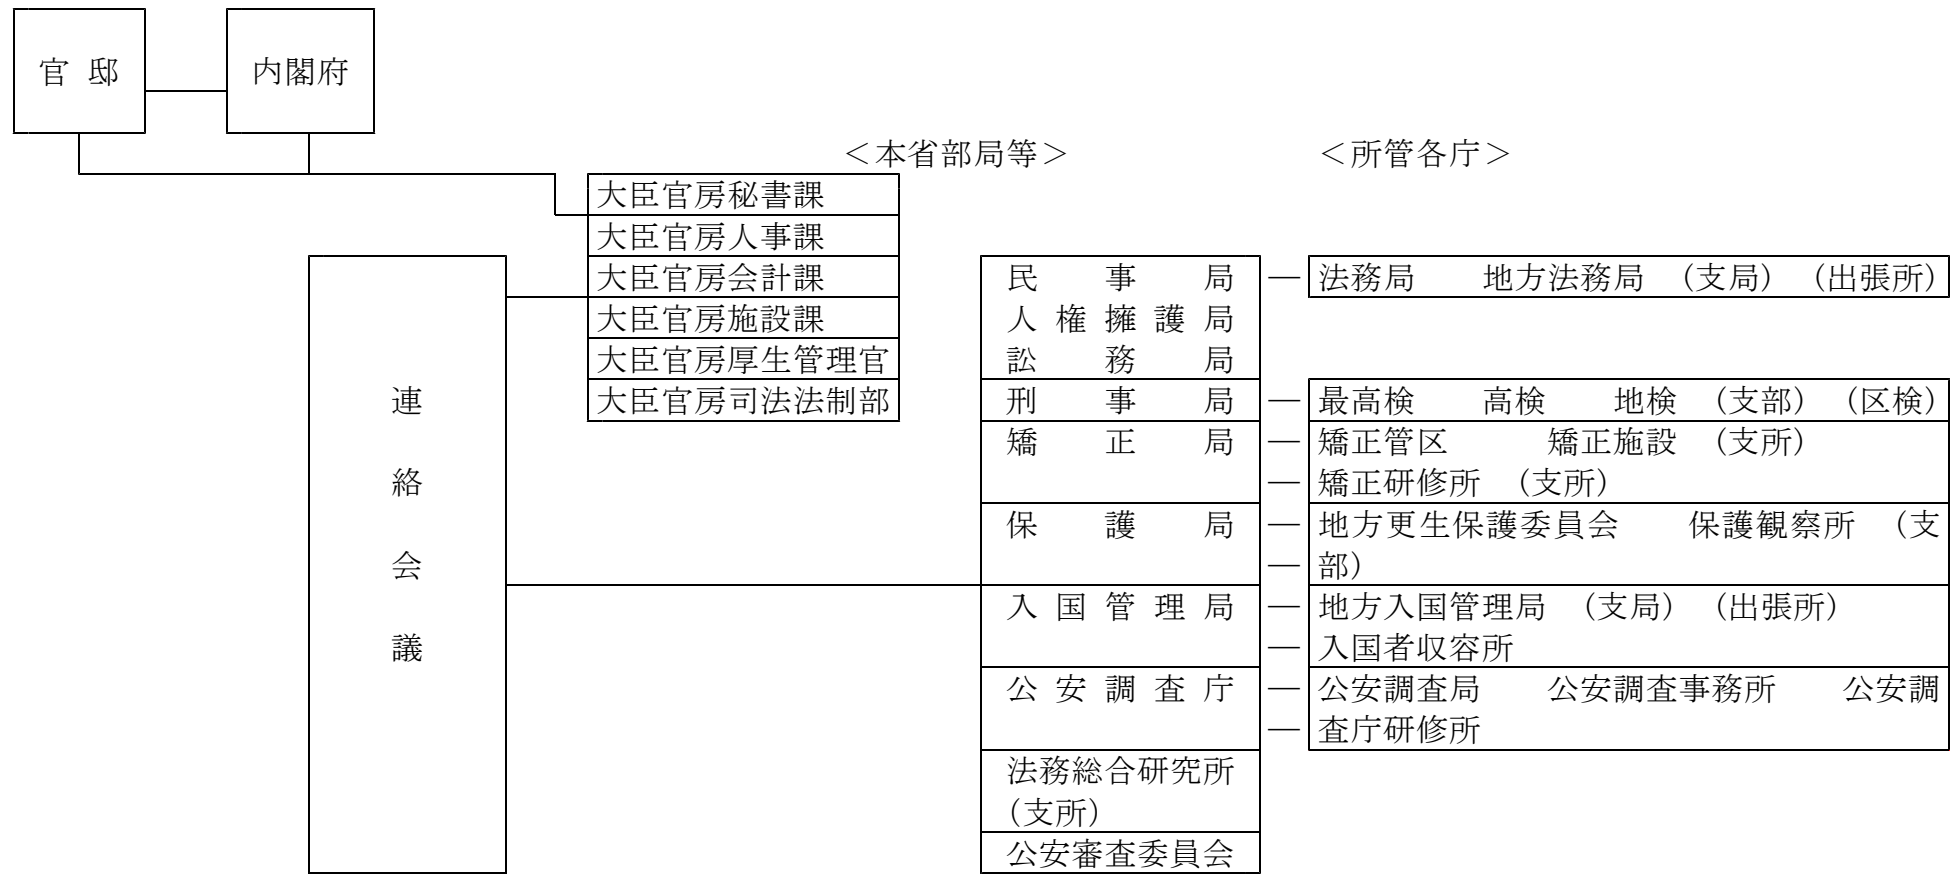 官 邸
内閣府
＜本省部局等＞
＜所管各庁＞
大臣官房秘書課
大臣官房人事課
大臣官房会計課
大臣官房施設課
大臣官房厚生管理官
大臣官房司法法制部
連
絡
会
議
民事局
人権擁護局
訟務局
刑事局
矯正局
保護局
入国管理局
公安調査庁
法務総合研究所
（支所）
公安審査委員会
法務局　地方法務局　（支局）　（出張所）
最高検　高検　地検　（支部）　（区検）
矯正管区　矯正施設　（支所）
矯正研修所　（支所）
地方更生保護委員会　保護観察所　（支
部）
地方入国管理局　（支局）　（出張所）
入国者収容所
公安調査局　公安調査事務所　公安調
査庁研修所